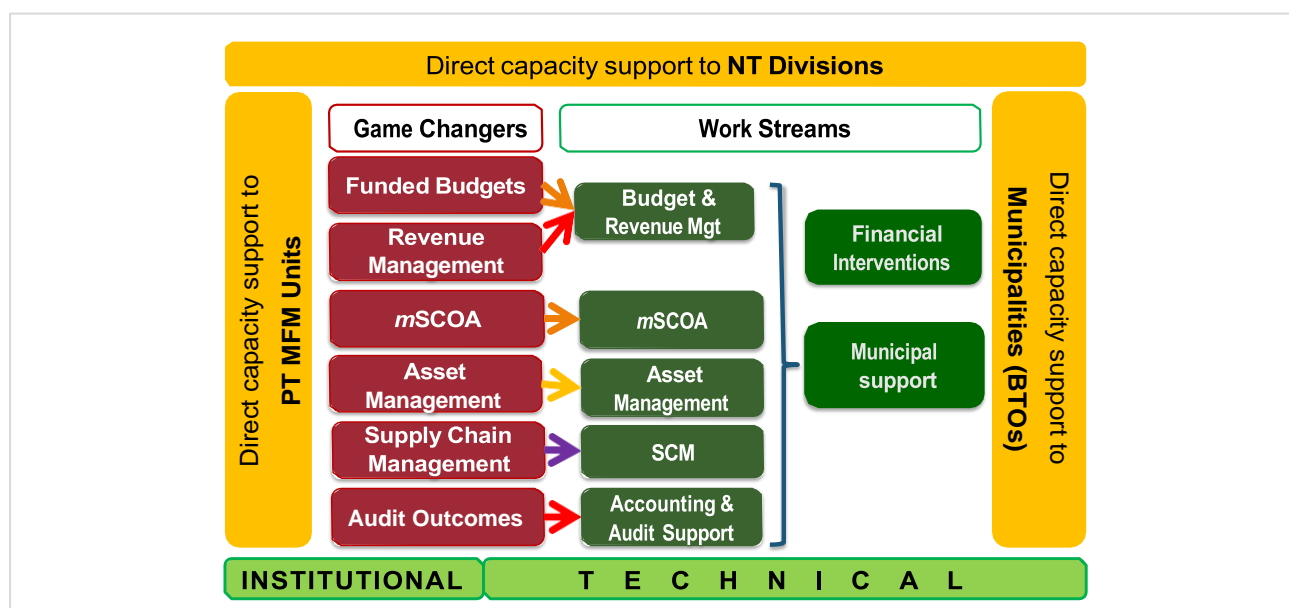 Direct capacity support to NT Divisions
Direct capacity support to
PT MFM Units
Game Changers
Work Streams
Funded Budgets
Revenue
Management
mSCOA
Asset
Management
Supply Chain
Management
Audit Outcomes
Budget &
Revenue Mgt
mSCOA
Asset
Management
SCM
Accounting &
Audit Support
Financial
Interventions
Municipal
support
Direct capacity support to
Municipalities (BTOs)
INSTITUTIONAL
T E C H N I C A L